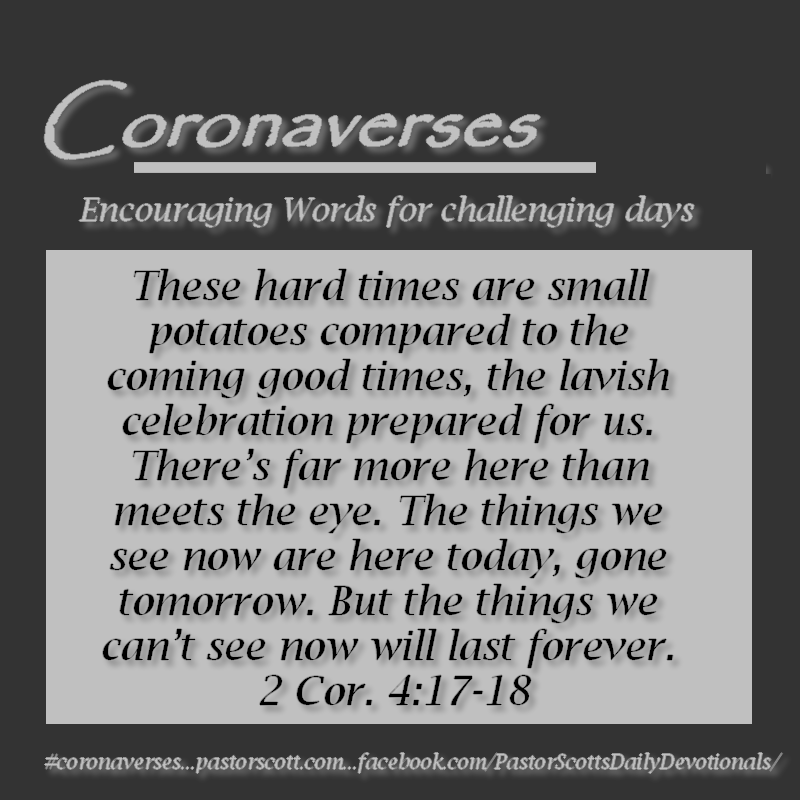 Coronaverses
Encouraging Words for challenging days
These hard times are small
potatoes compared to the
coming good times, the lavish
celebration prepared for us.
There's far more here than
meets the eye. The things we
see now are here today, gone
tomorrow. But the things we
can't see now will last forever.
2 Cor. 4:17-18
#coronaverses...pastorscott.com...facebook.com/PastorScottsDailyDevotionals/